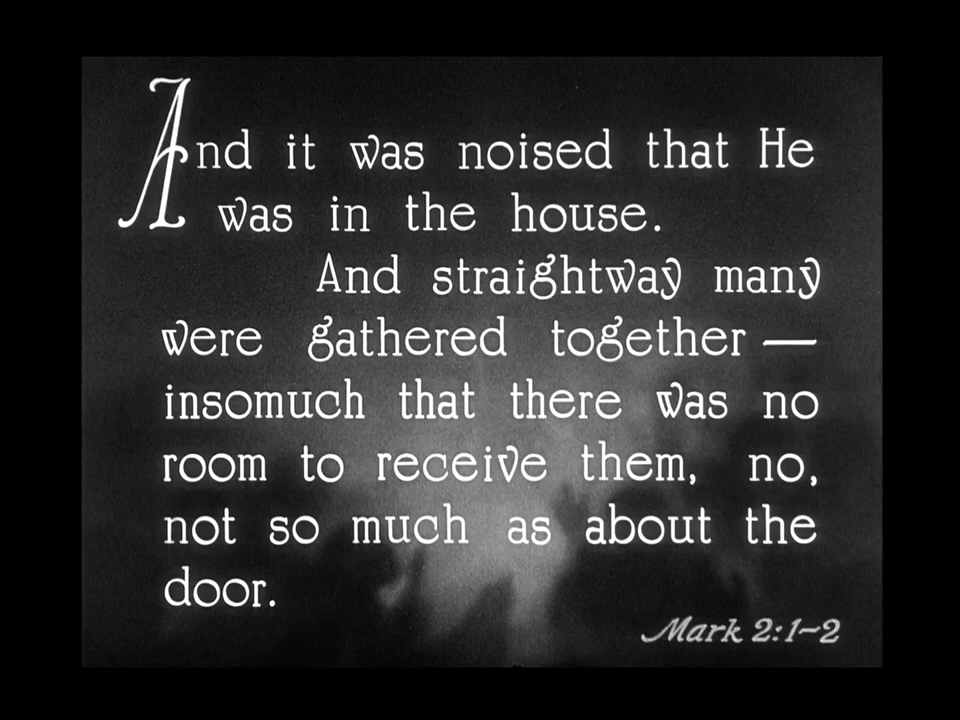 And it was noised that He
was in the house.
And straightway many
were gathered together —
insomuch that there was no
room to receive them, no,
not so much as about the
door.
Mark 2:1-2